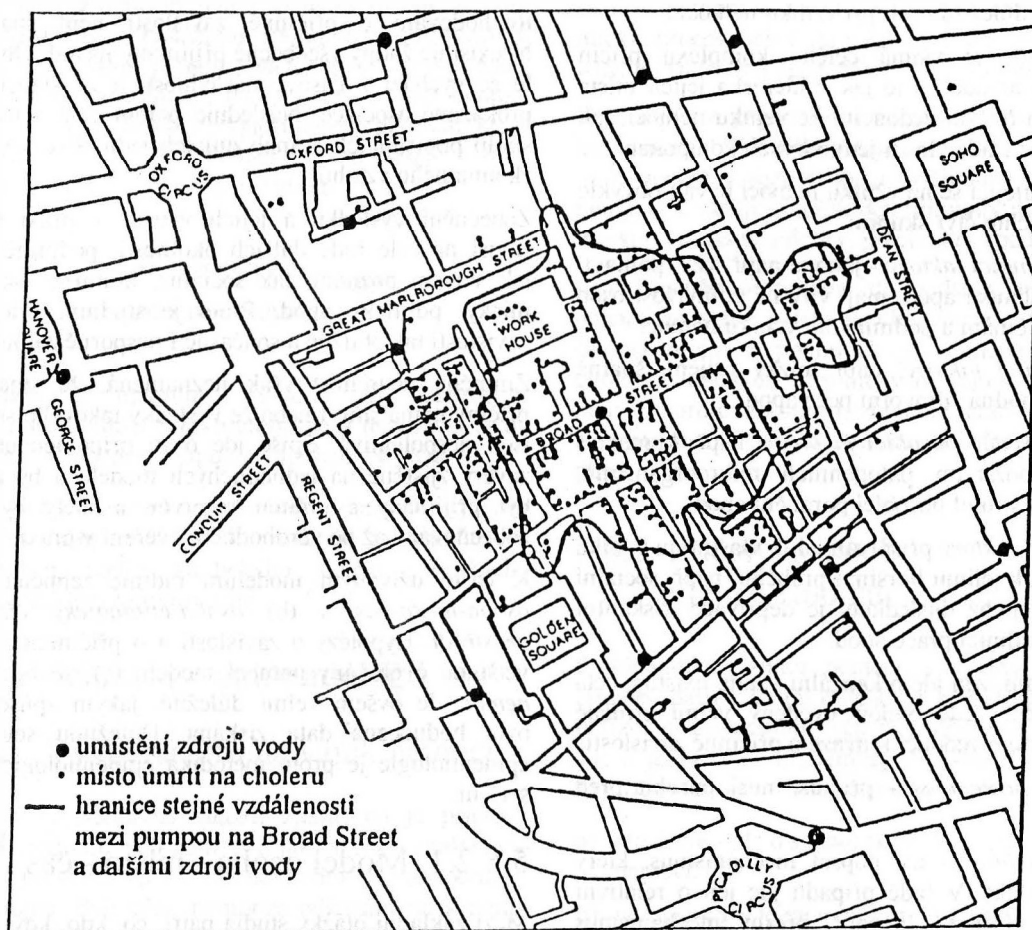 OXFORD STREET
OXFORD
CIRCUS
SOHO
SQUARE
DEAN STREET
GREAT MARLBOROUGH STREET
HANOVER
SQUARE
WORK
HOUSE
BROAD STREET
GEORGE STREET
CONDUIT STREET
REGENT STREET
GOLDEN
SQUARE
PICADILLY
CIRCUS
umístění zdrojů vody
místo úmrtí na choleru
hranice stejné vzdálenosti
mezi pumpou na Broad Street
a dalšími zdroji vody